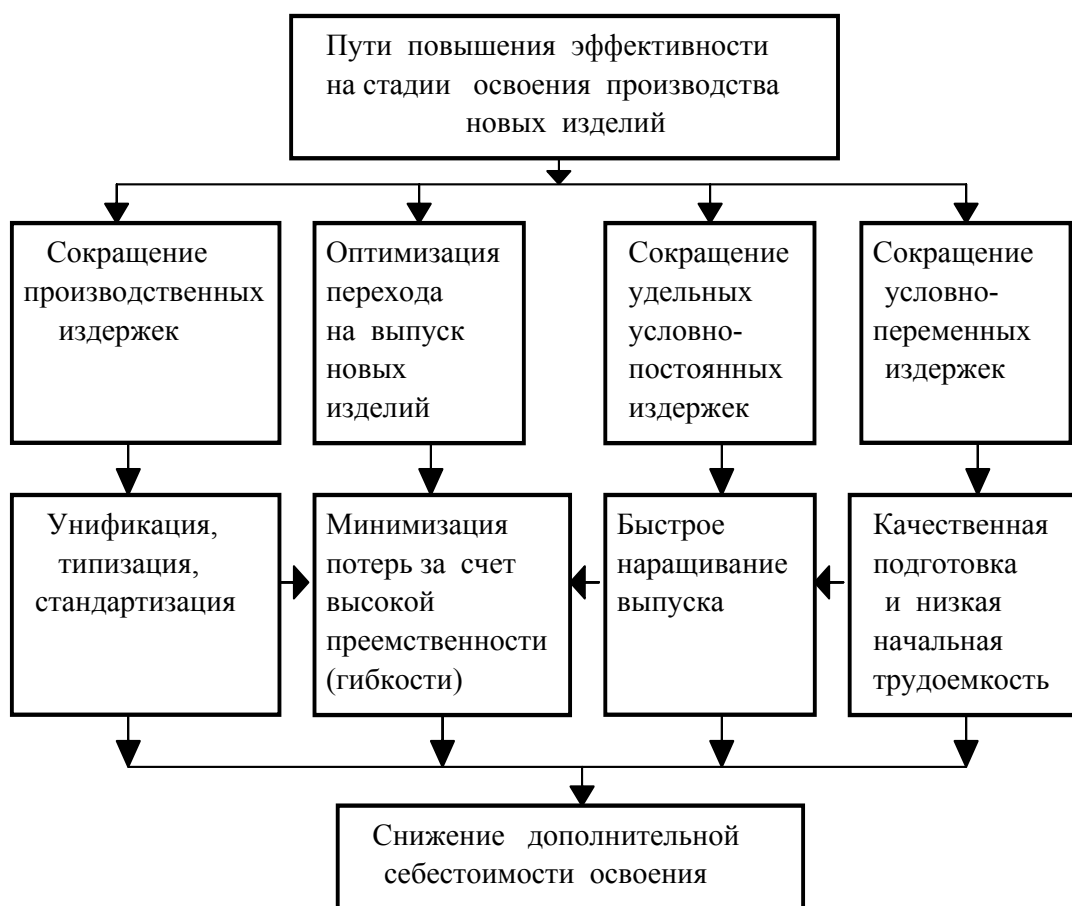 Пути повышения эффективности
на стадии освоения производства
новых изделий
Сокращение
производственных
издержек
Оптимизация
перехода
на выпуск
новых
изделий
Сокращение
удельных
условно-
постоянных
издержек
Сокращение
условно-
переменных
издержек
Унификация,
типизация,
стандартизация
Минимизация
потерь за счет
высокой
преемственности
(гибкости)
Быстрое
наращивание
выпуска
Качественная
подготовка
и низкая
начальная
трудоемкость
Снижение дополнительной
себестоимости освоения